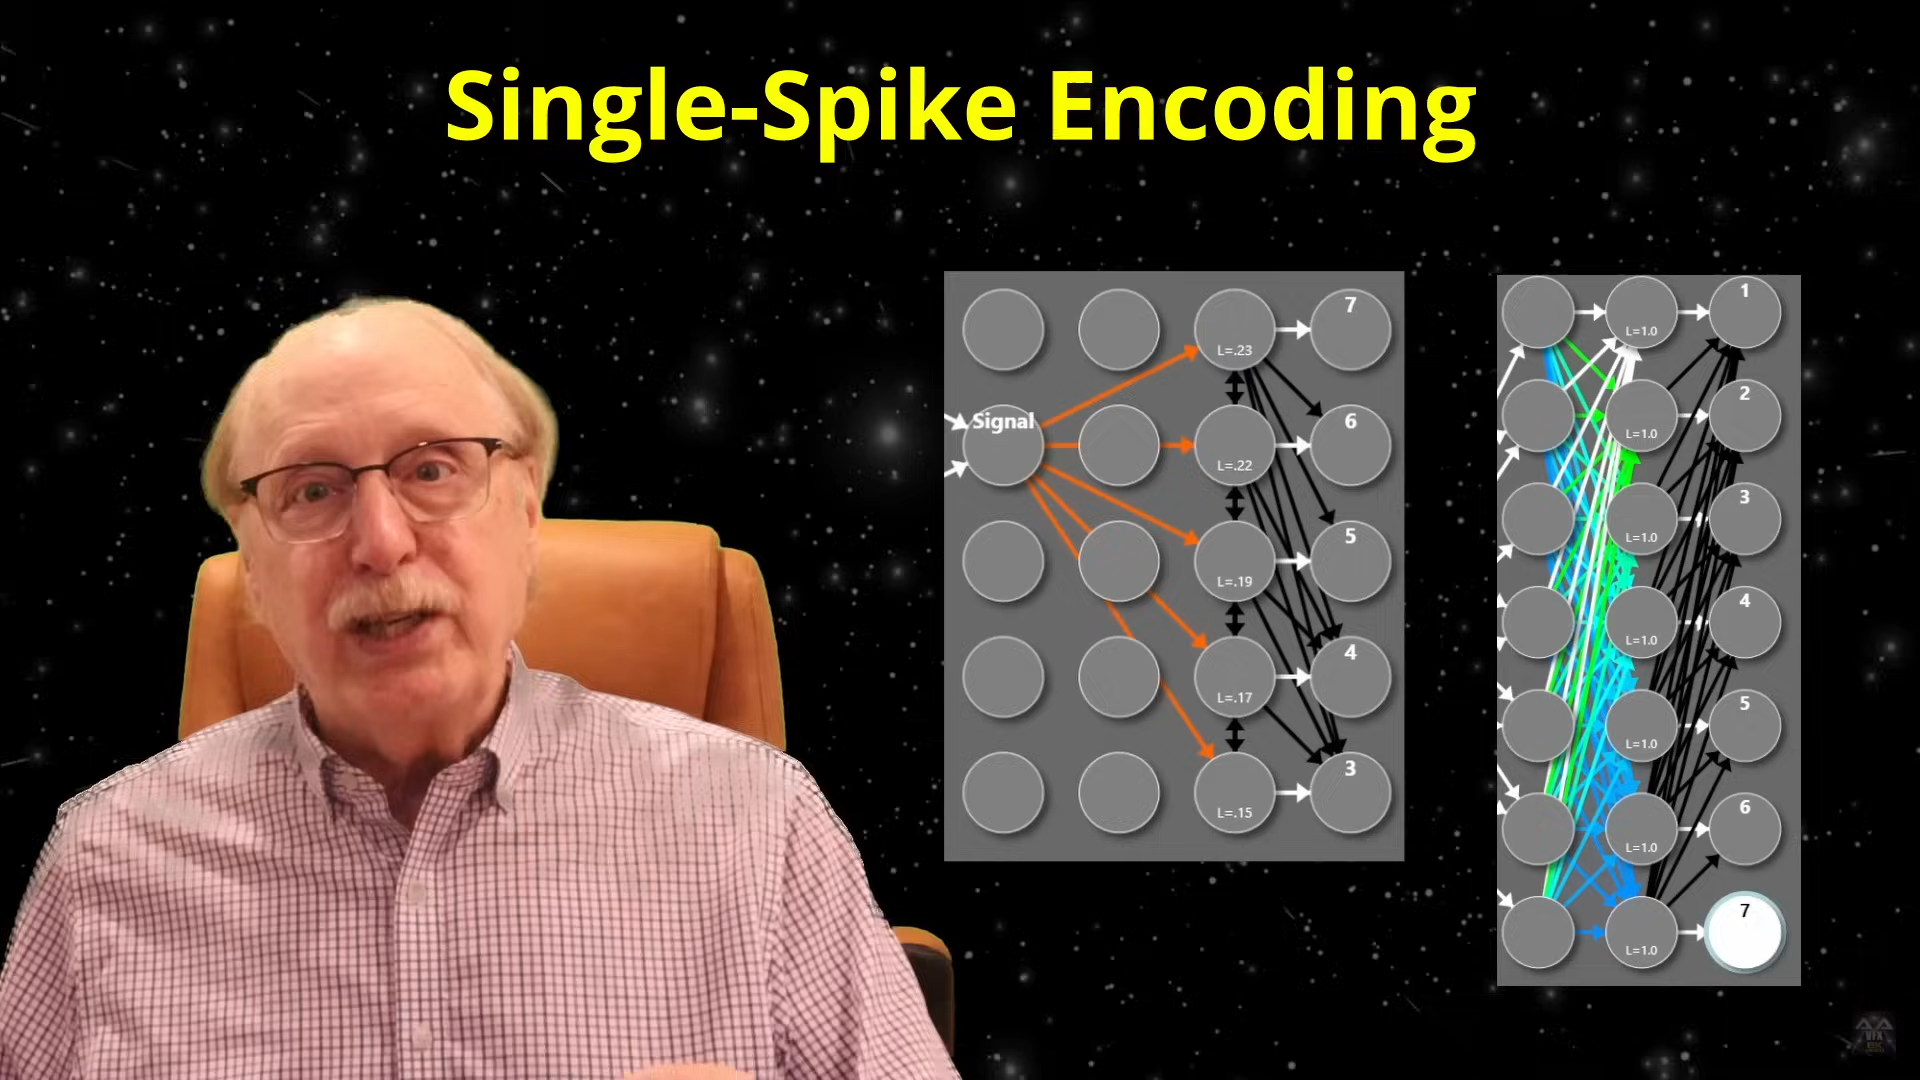 Single-Spike Encoding
7
L=.23
Signal
6
L=.22
5
L=.19
4
L=.17
3
L=.15
1
L=1.0
2
L=1.0
3
L=1.0
4
L=1.0
5
L=1.0
6
L=1.0
7
L=1.0